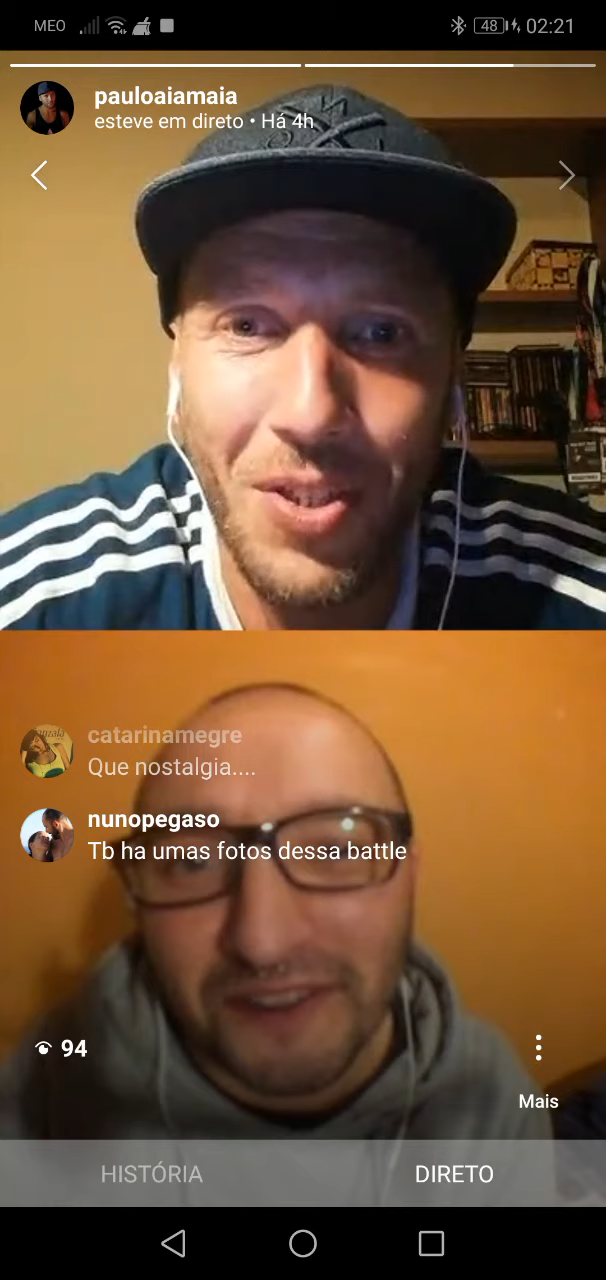 MEO
48
02:21
pauloaiamaia
esteve em direto • Há 4h
catarinamegre
Que nostalgia....
nunopegaso
Tb ha umas fotos dessa battle
94
Mais
HISTÓRIA
DIRETO